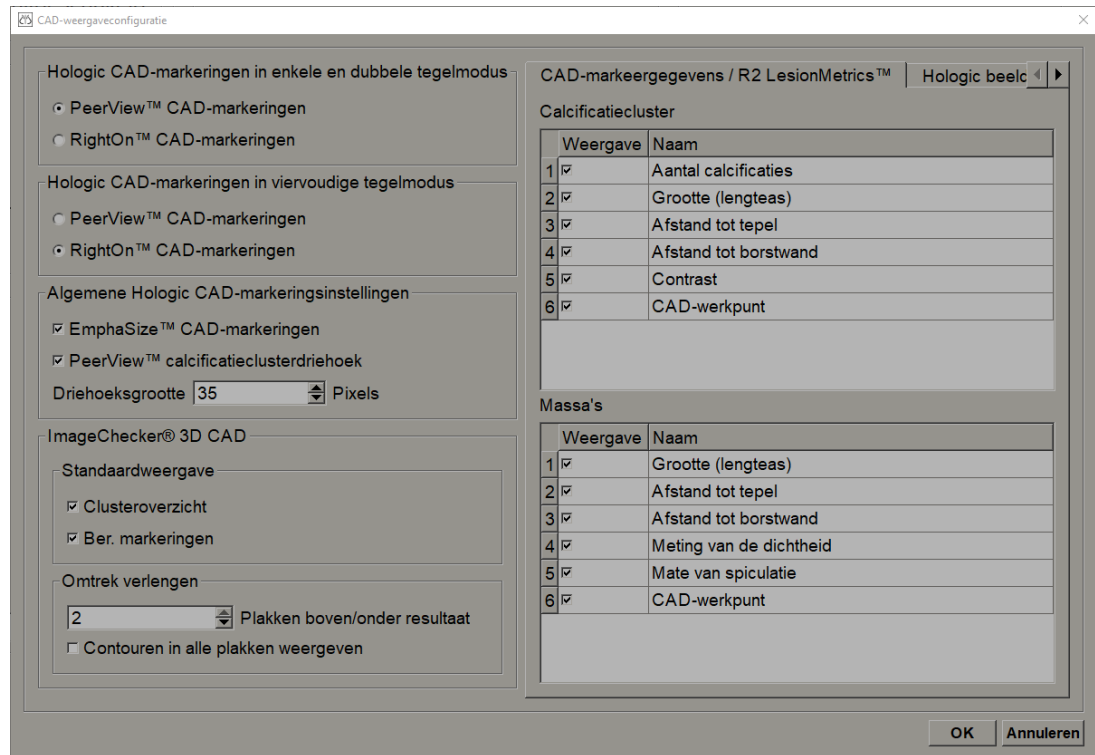 CAD-weergaveconfiguratie
Hologic CAD-markeringen in enkele en dubbele tegelmodus
PeerView™ CAD-markeringen
RightOn™ CAD-markeringen
Hologic CAD-markeringen in viervoudige tegelmodus
PeerView™ CAD-markeringen
RightOn™ CAD-markeringen
Algemene Hologic CAD-markeringsinstellingen
EmphaSize™ CAD-markeringen
PeerView™ calcificatieclusterdriehoek
Driehoeksgrootte 35 Pixels
ImageChecker® 3D CAD
Standaardweergave
Clusteroverzicht
Ber. markeringen
Omtrek verlengen
2 Plakken boven/onder resultaat
Contouren in alle plakken weergeven
CAD-markeergegevens / R2 LesionMetrics™ Hologic beelc
Calcificatiecluster
Weergave Naam
1 Aantal calcificaties
2 Grootte (lengteas)
3 Afstand tot tepel
4 Afstand tot borstwand
5 Contrast
6 CAD-werkpunt
Massa's
Weergave Naam
1 Grootte (lengteas)
2 Afstand tot tepel
3 Afstand tot borstwand
4 Meting van de dichtheid
5 Mate van spiculatie
6 CAD-werkpunt
OK Annuleren